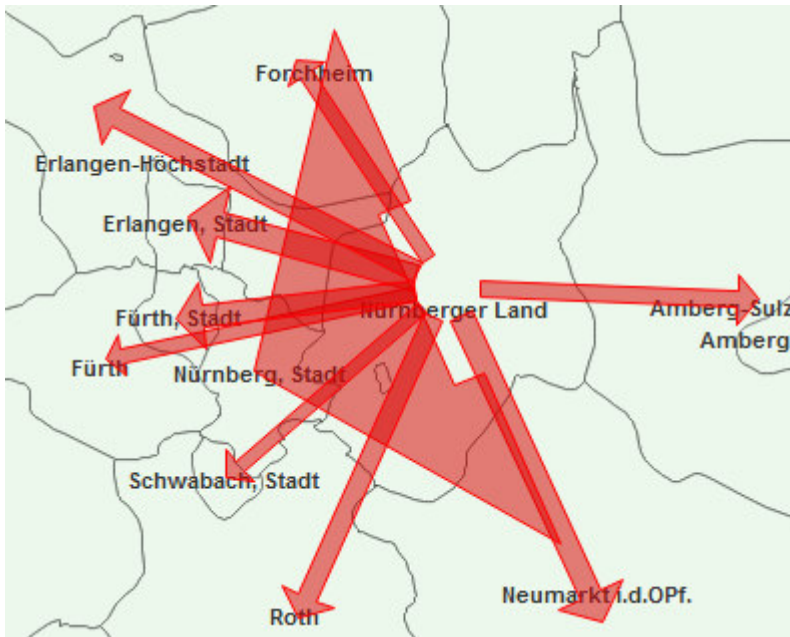 Forchheim
Erlangen-Höchstadt
Erlangen, Stadt
Nürnberger Land
Amberg-Sulz
Fürth, Stadt
Amberg
Fürth
Nürnberg, Stadt
Schwabach, Stadt
Neumarkt i.d.OPf.
Roth